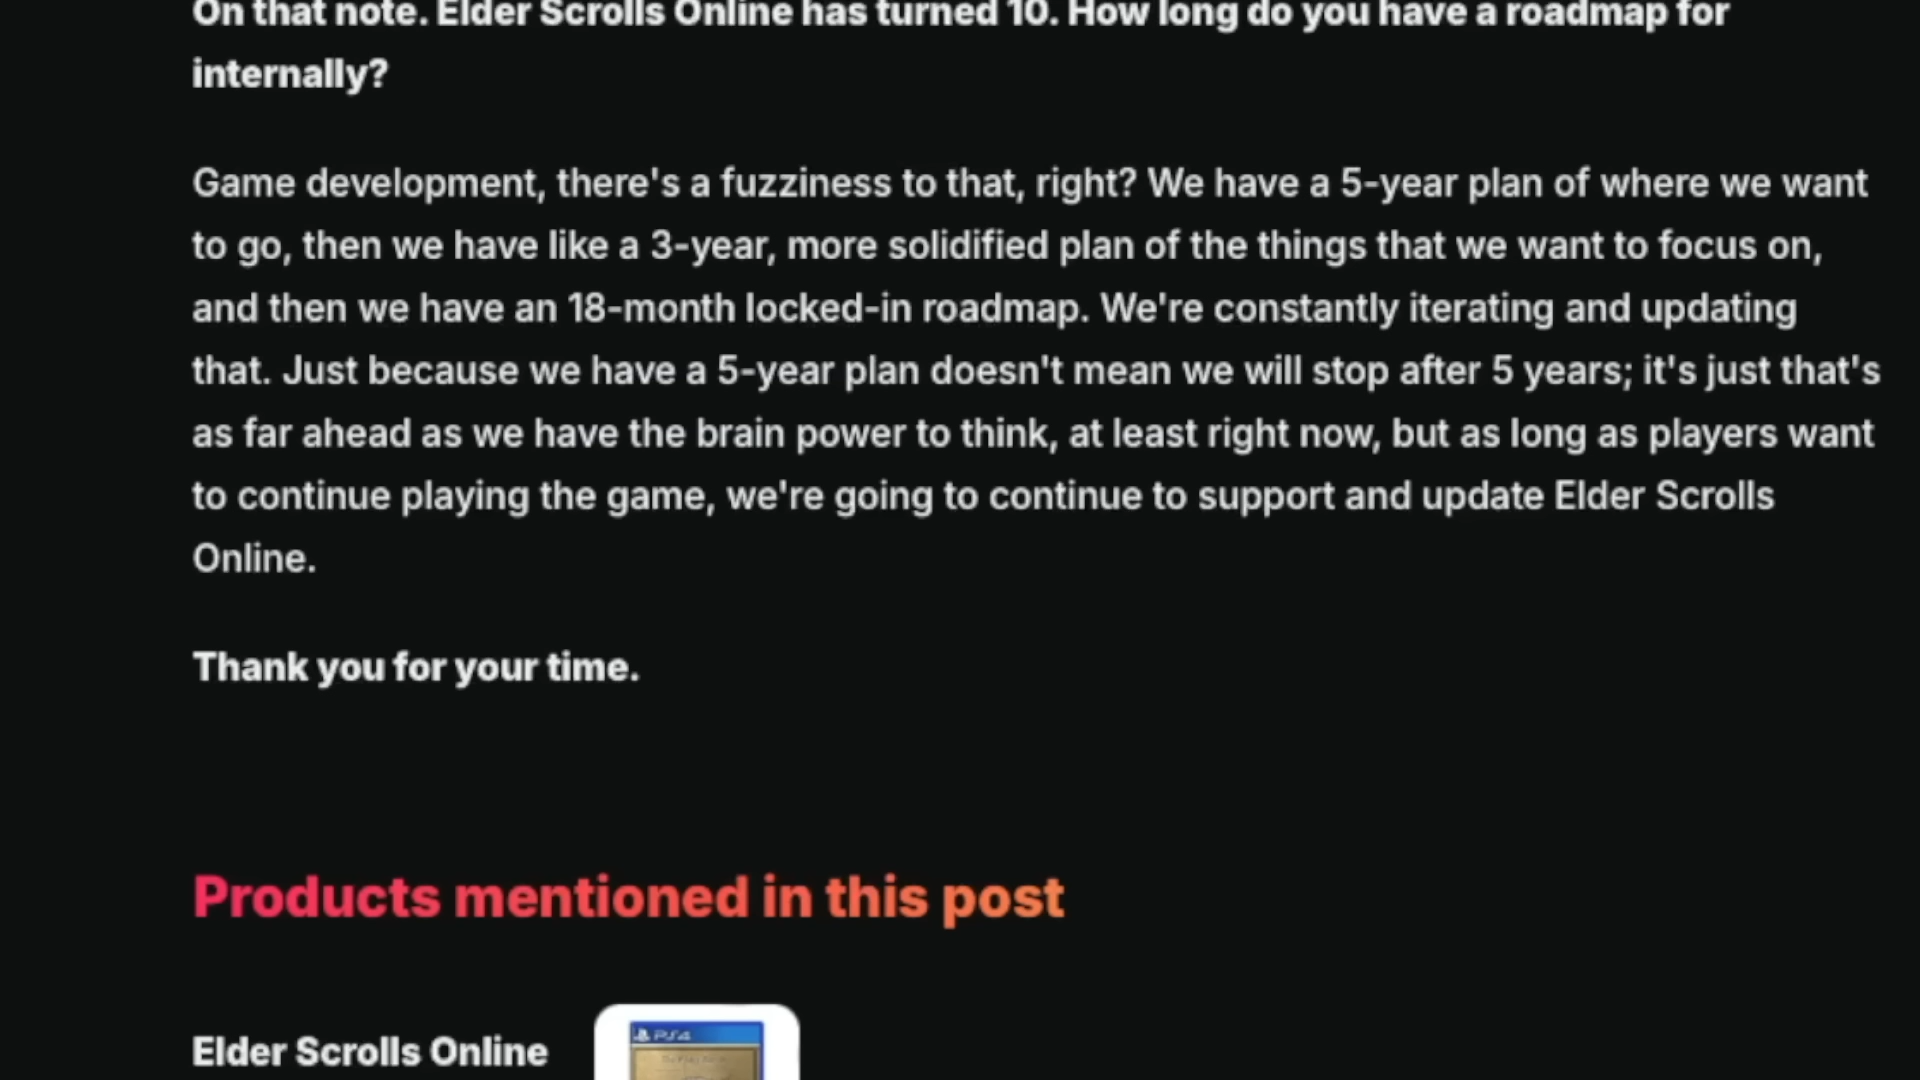 On that note. Elder Scrolls Online has turned 10. How long do you have a roadmap for
internally?
Game development, there's a fuzziness to that, right? We have a 5-year plan of where we want
to go, then we have like a 3-year, more solidified plan of the things that we want to focus on,
and then we have an 18-month locked-in roadmap. We're constantly iterating and updating
that. Just because we have a 5-year plan doesn't mean we will stop after 5 years; it's just that's
as far ahead as we have the brain power to think, at least right now, but as long as players want
to continue playing the game, we're going to continue to support and update Elder Scrolls
Online.
Thank you for your time.
Products mentioned in this post
Elder Scrolls Online
PS4